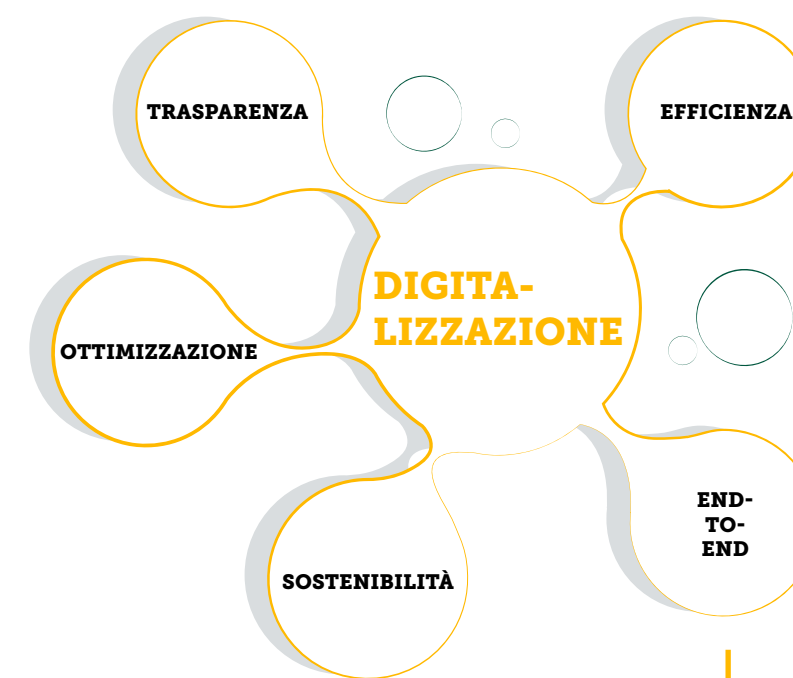 TRASPARENZA
EFFICIENZA
DIGITA-
LIZZAZIONE
OTTIMIZZAZIONE
END-
TO-
END
SOSTENIBILITÀ